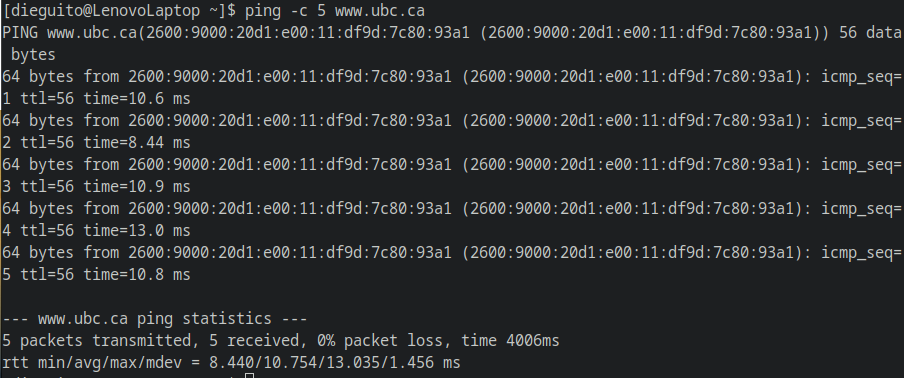 [dieguito@LenovoLaptop ~]$ ping -c 5 www.ubc.ca
PING www.ubc.ca(2600:9000:20d1:e00:11:df9d:7c80:93a1 (2600:9000:20d1:e00:11:df9d:7c80:93a1)) 56 data
 bytes
64 bytes from 2600:9000:20d1:e00:11:df9d:7c80:93a1 (2600:9000:20d1:e00:11:df9d:7c80:93a1): icmp_seq=
1 ttl=56 time=10.6 ms
64 bytes from 2600:9000:20d1:e00:11:df9d:7c80:93a1 (2600:9000:20d1:e00:11:df9d:7c80:93a1): icmp_seq=
2 ttl=56 time=8.44 ms
64 bytes from 2600:9000:20d1:e00:11:df9d:7c80:93a1 (2600:9000:20d1:e00:11:df9d:7c80:93a1): icmp_seq=
3 ttl=56 time=10.9 ms
64 bytes from 2600:9000:20d1:e00:11:df9d:7c80:93a1 (2600:9000:20d1:e00:11:df9d:7c80:93a1): icmp_seq=
4 ttl=56 time=13.0 ms
64 bytes from 2600:9000:20d1:e00:11:df9d:7c80:93a1 (2600:9000:20d1:e00:11:df9d:7c80:93a1): icmp_seq=
5 ttl=56 time=10.8 ms

--- www.ubc.ca ping statistics ---
5 packets transmitted, 5 received, 0% packet loss, time 4006ms
rtt min/avg/max/mdev = 8.440/10.754/13.035/1.456 ms